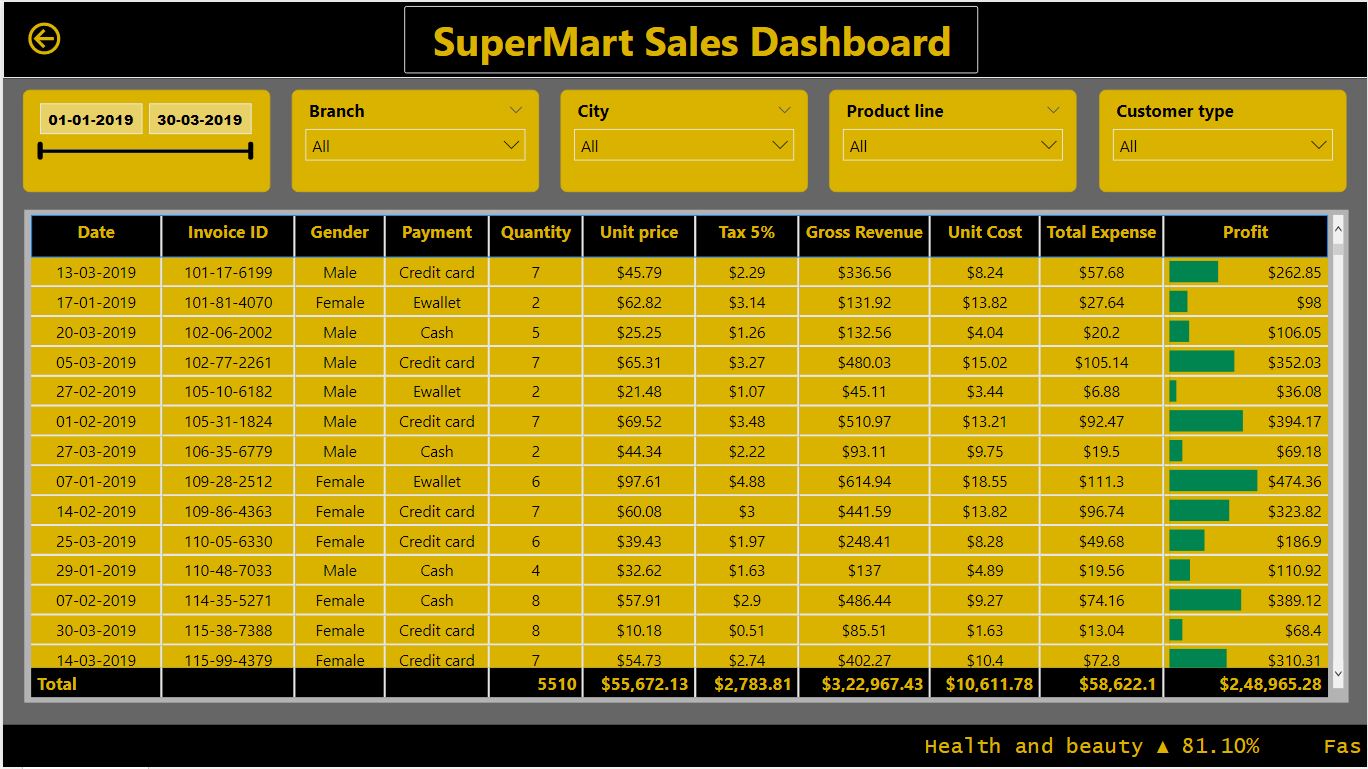 SuperMart Sales Dashboard
01-01-2019 30-03-2019
Branch
All
City
All
Product line
All
Customer type
All
Date Invoice ID Gender Payment Quantity Unit price Tax 5% Gross Revenue Unit Cost Total Expense Profit
13-03-2019 101-17-6199 Male Credit card 7 $45.79 $2.29 $336.56 $8.24 $57.68 $262.85
17-01-2019 101-81-4070 Female Ewallet 2 $62.82 $3.14 $131.92 $13.82 $27.64 $98
20-03-2019 102-06-2002 Male Cash 5 $25.25 $1.26 $132.56 $4.04 $20.2 $106.05
05-03-2019 102-77-2261 Male Credit card 7 $65.31 $3.27 $480.03 $15.02 $105.14 $352.03
27-02-2019 105-10-6182 Male Ewallet 2 $21.48 $1.07 $45.11 $3.44 $6.88 $36.08
01-02-2019 105-31-1824 Male Credit card 7 $69.52 $3.48 $510.97 $13.21 $92.47 $394.17
27-03-2019 106-35-6779 Male Cash 2 $44.34 $2.22 $93.11 $9.75 $19.5 $69.18
07-01-2019 109-28-2512 Female Ewallet 6 $97.61 $4.88 $614.94 $18.55 $111.3 $474.36
14-02-2019 109-86-4363 Female Credit card 7 $60.08 $3 $441.59 $13.82 $96.74 $323.82
25-03-2019 110-05-6330 Female Credit card 6 $39.43 $1.97 $248.41 $8.28 $49.68 $186.9
29-01-2019 110-48-7033 Male Cash 4 $32.62 $1.63 $137 $4.89 $19.56 $110.92
07-02-2019 114-35-5271 Female Cash 8 $57.91 $2.9 $486.44 $9.27 $74.16 $389.12
30-03-2019 115-38-7388 Female Credit card 8 $10.18 $0.51 $85.51 $1.63 $13.04 $68.4
14-03-2019 115-99-4379 Female Credit card 7 $54.73 $2.74 $402.27 $10.4 $72.8 $310.31
Total 5510 $55,672.13 $2,783.81 $3,22,967.43 $10,611.78 $58,622.1 $2,48,965.28
Health and beauty ▲ 81.10% Fas